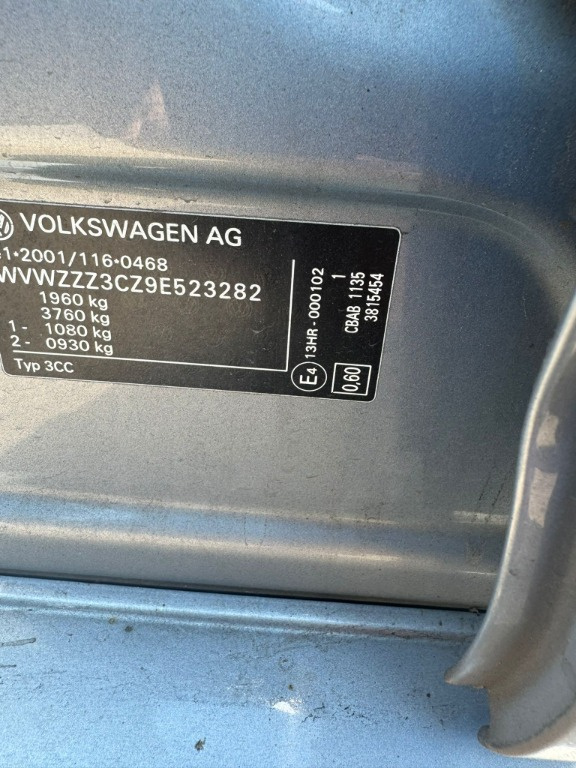 VOLKSWAGEN AG
1*2001/116*0468
WVWZZZ3CZ9E523282
1960 kg
3760 kg
1 - 1080 kg
2 - 0930 kg
Typ 3CC
E4 13HR - 000102
1
CBAB 1135
0,60 3815454